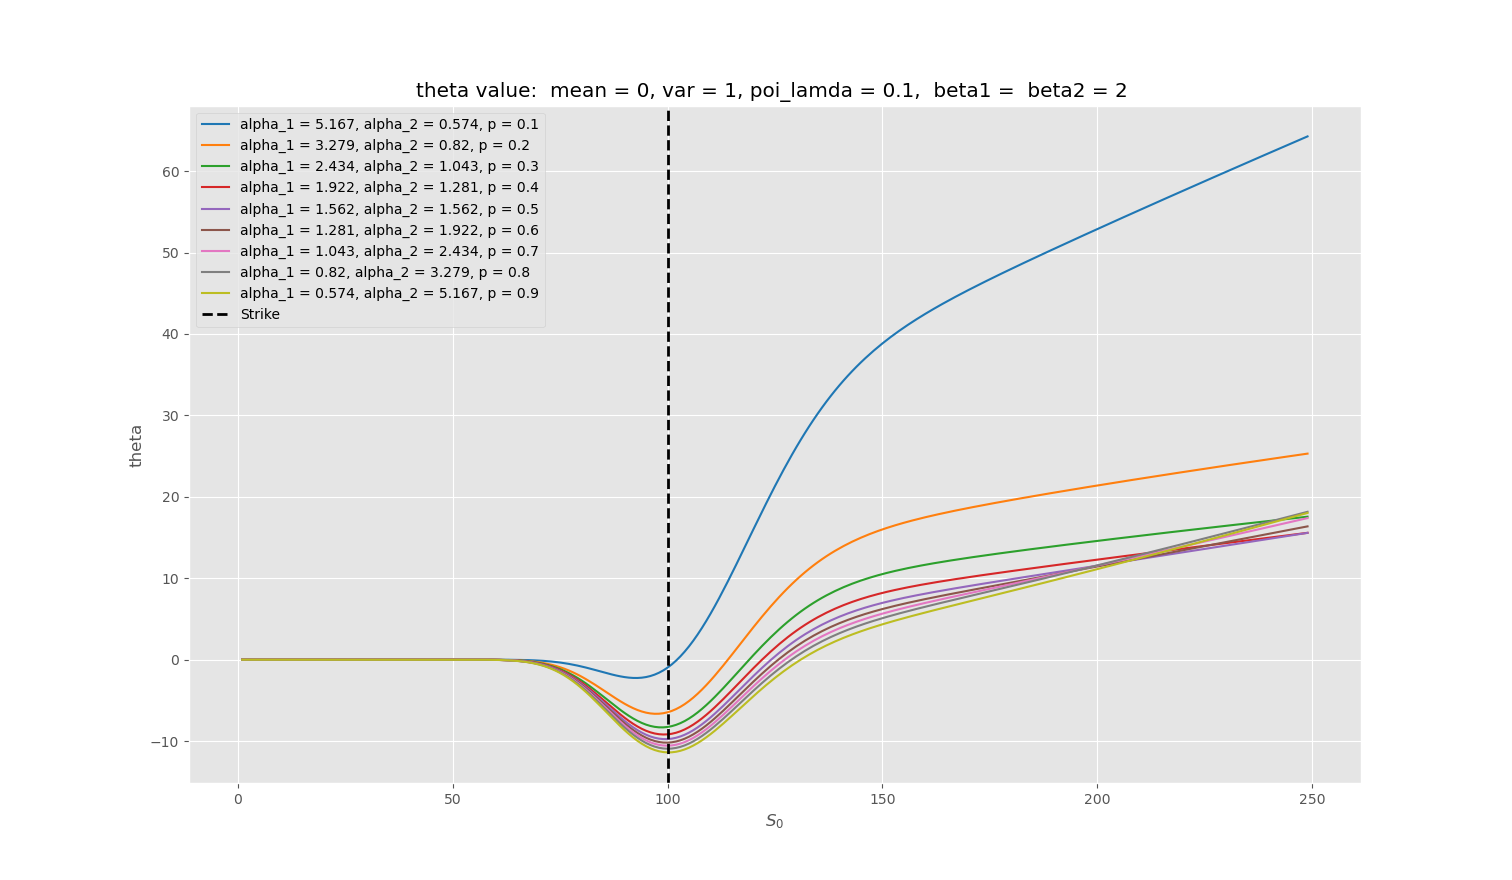 theta value:  mean = 0, var = 1, poi_lamda = 0.1,  beta1 =  beta2 = 2
alpha_1 = 5.167, alpha_2 = 0.574, p = 0.1
alpha_1 = 3.279, alpha_2 = 0.82, p = 0.2
alpha_1 = 2.434, alpha_2 = 1.043, p = 0.3
alpha_1 = 1.922, alpha_2 = 1.281, p = 0.4
alpha_1 = 1.562, alpha_2 = 1.562, p = 0.5
alpha_1 = 1.281, alpha_2 = 1.922, p = 0.6
alpha_1 = 1.043, alpha_2 = 2.434, p = 0.7
alpha_1 = 0.82, alpha_2 = 3.279, p = 0.8
alpha_1 = 0.574, alpha_2 = 5.167, p = 0.9
Strike
theta
60
50
40
30
20
10
0
−10
0 50 100 150 200 250
S₀